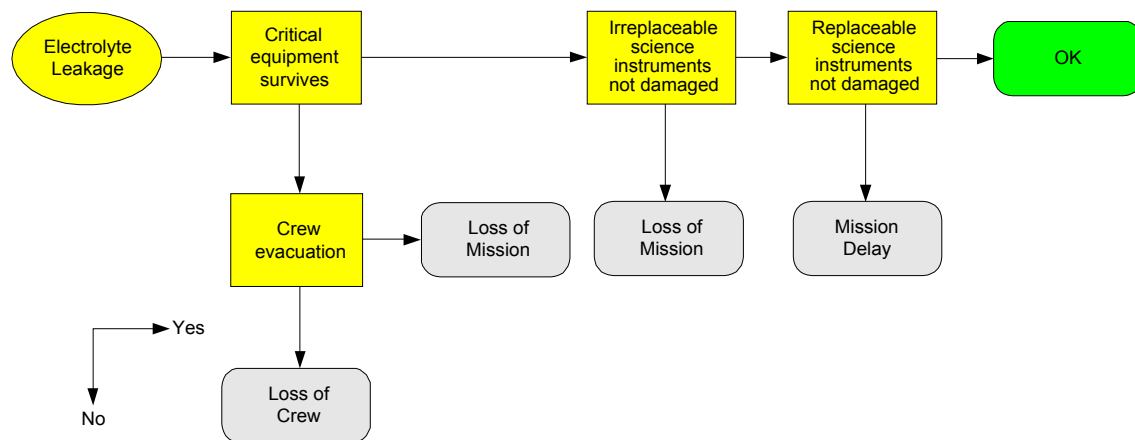 Electrolyte
Leakage
Critical
equipment
survives
Irreplaceable
science
instruments
not damaged
Replaceable
science
instruments
not damaged
OK
Crew
evacuation
Loss of
Mission
Loss of
Mission
Mission
Delay
Yes
No
Loss of
Crew